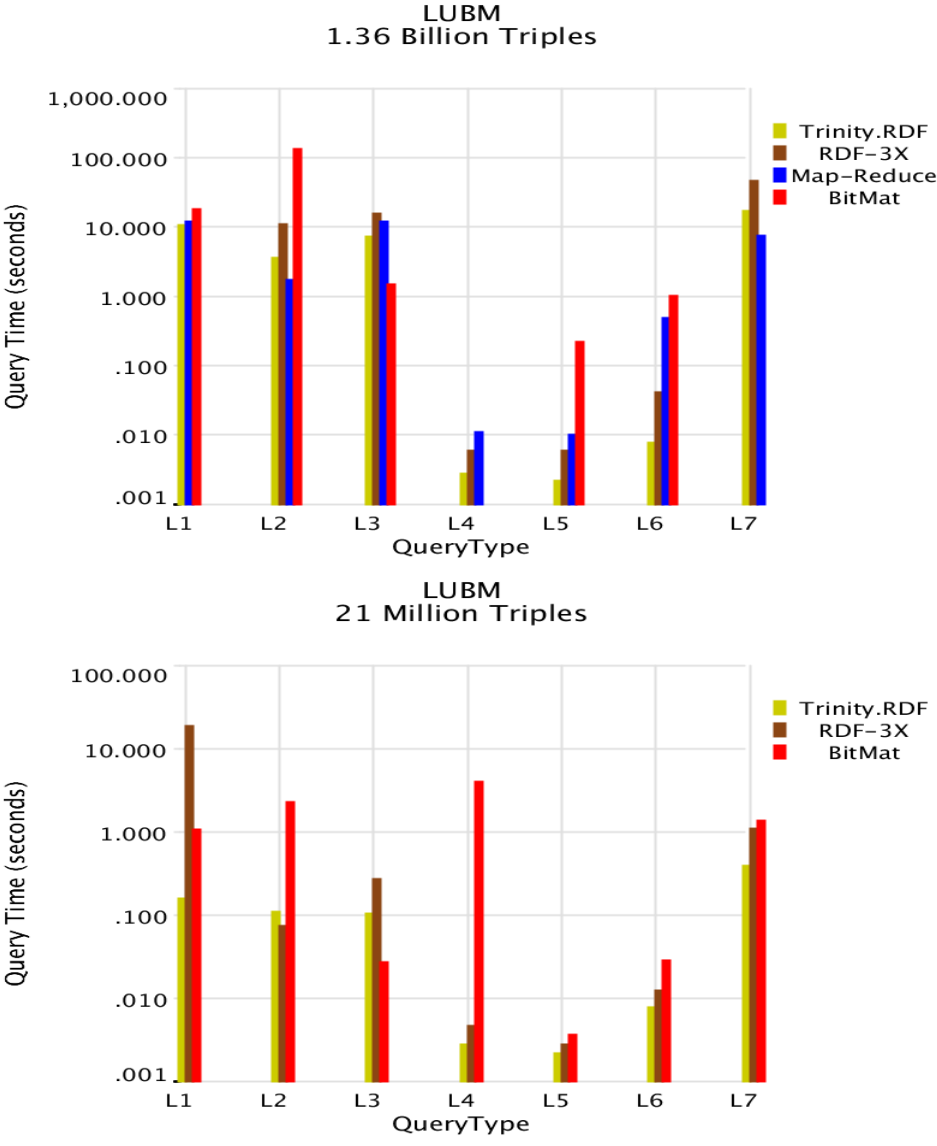 LUBM
1.36 Billion Triples
1,000.000
100.000
10.000
1.000
.100
.010
.001
Query Time (seconds)
L1 L2 L3 L4 L5 L6 L7
QueryType
Trinity.RDF
RDF-3X
Map-Reduce
BitMat
LUBM
21 Million Triples
100.000
10.000
1.000
.100
.010
.001
Query Time (seconds)
L1 L2 L3 L4 L5 L6 L7
QueryType
Trinity.RDF
RDF-3X
BitMat